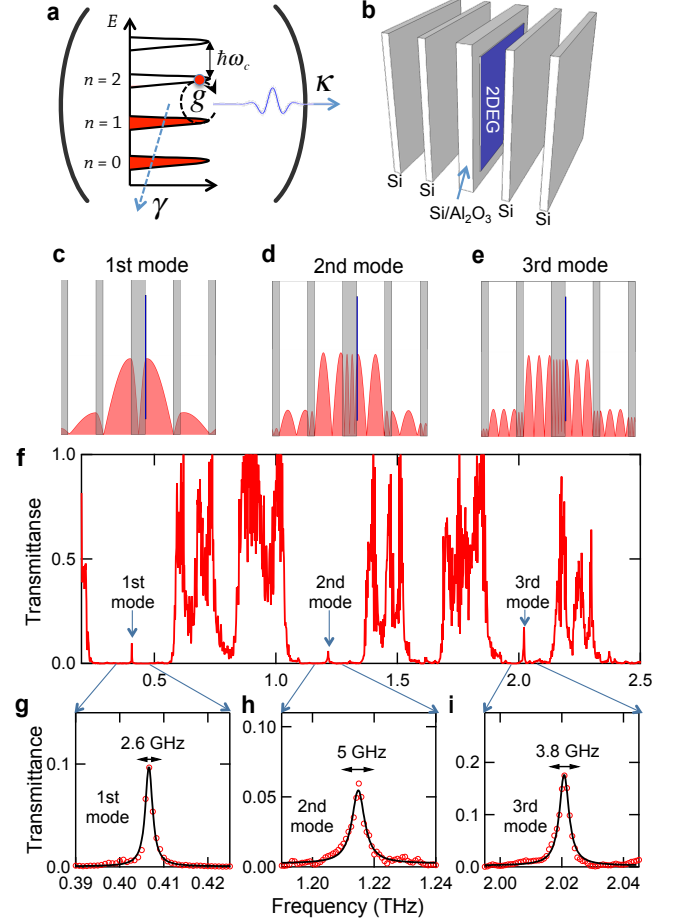 a
E
ħω_c
n = 2
g
κ
n = 1
n = 0
γ
b
2DEG
Si
Si
Si/Al₂O₃
Si
Si
c
1st mode
d
2nd mode
e
3rd mode
f
Transmittanse
1.0
0.5
0.0
1st
mode
2nd
mode
3rd
mode
0.5
1.0
1.5
2.0
2.5
g
h
i
Transmittance
0.1
0.0
2.6 GHz
1st
mode
0.39 0.40 0.41 0.42
0.10
0.05
0.00
5 GHz
2nd
mode
1.20 1.22 1.24
0.2
0.1
0.0
3.8 GHz
3rd
mode
2.00 2.02 2.04
Frequency (THz)